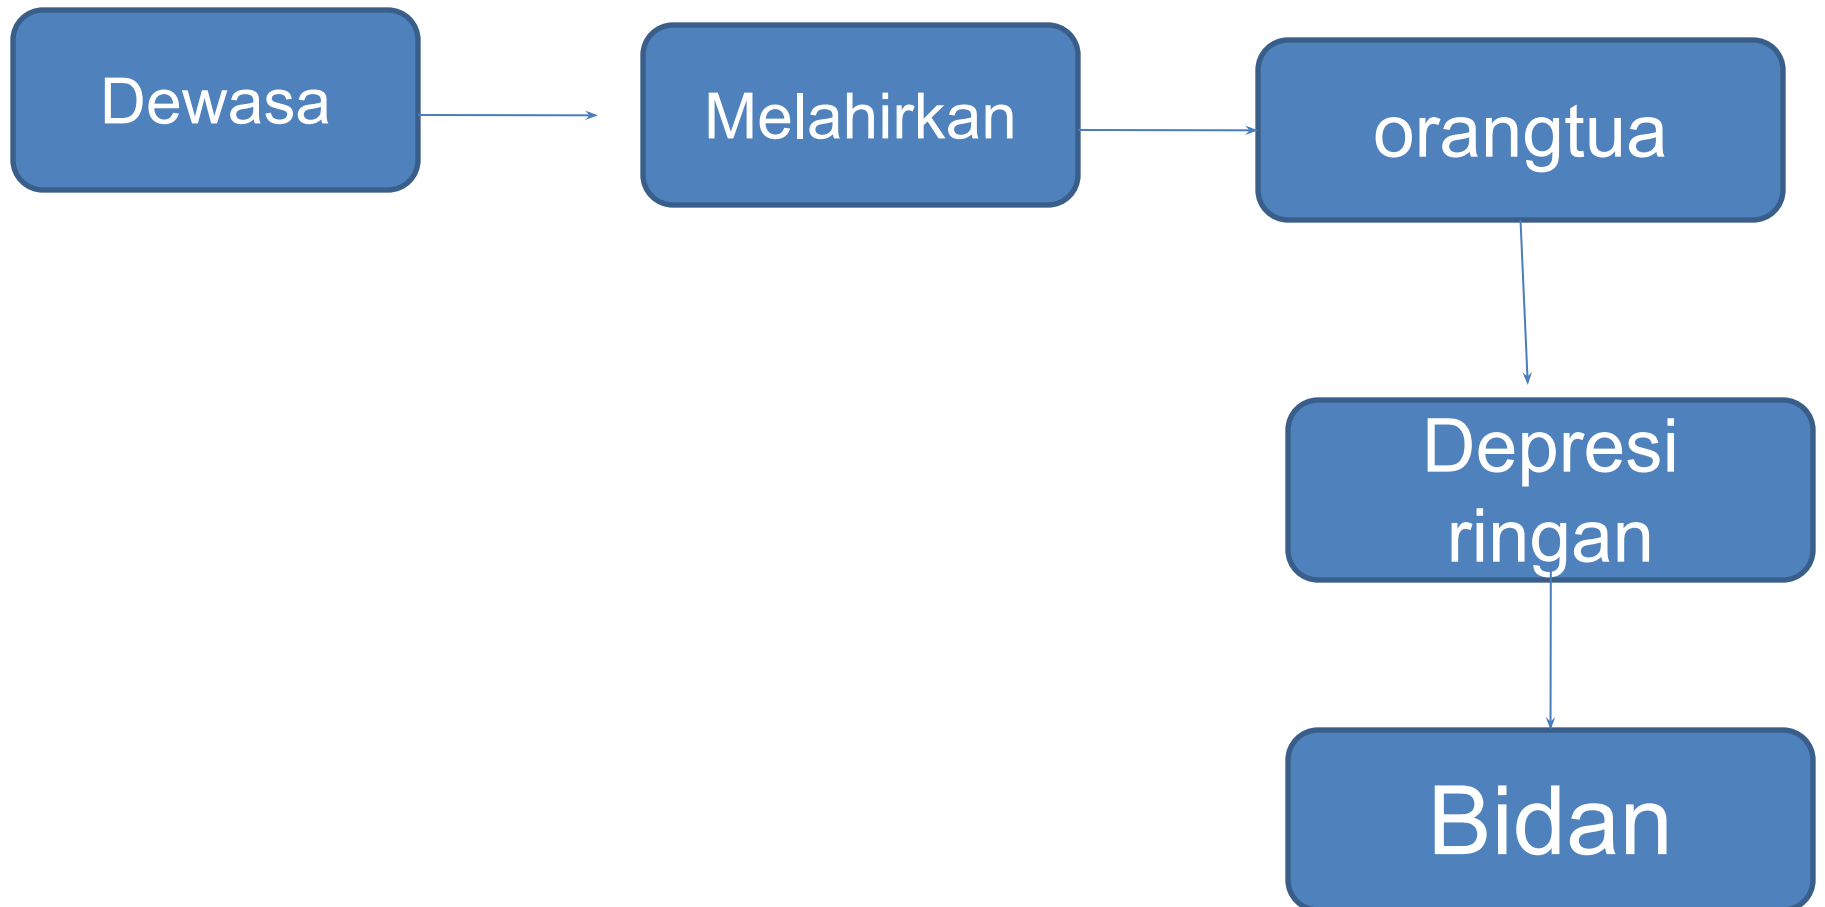 Dewasa
Melahirkan
orangtua
Depresi
ringan
Bidan